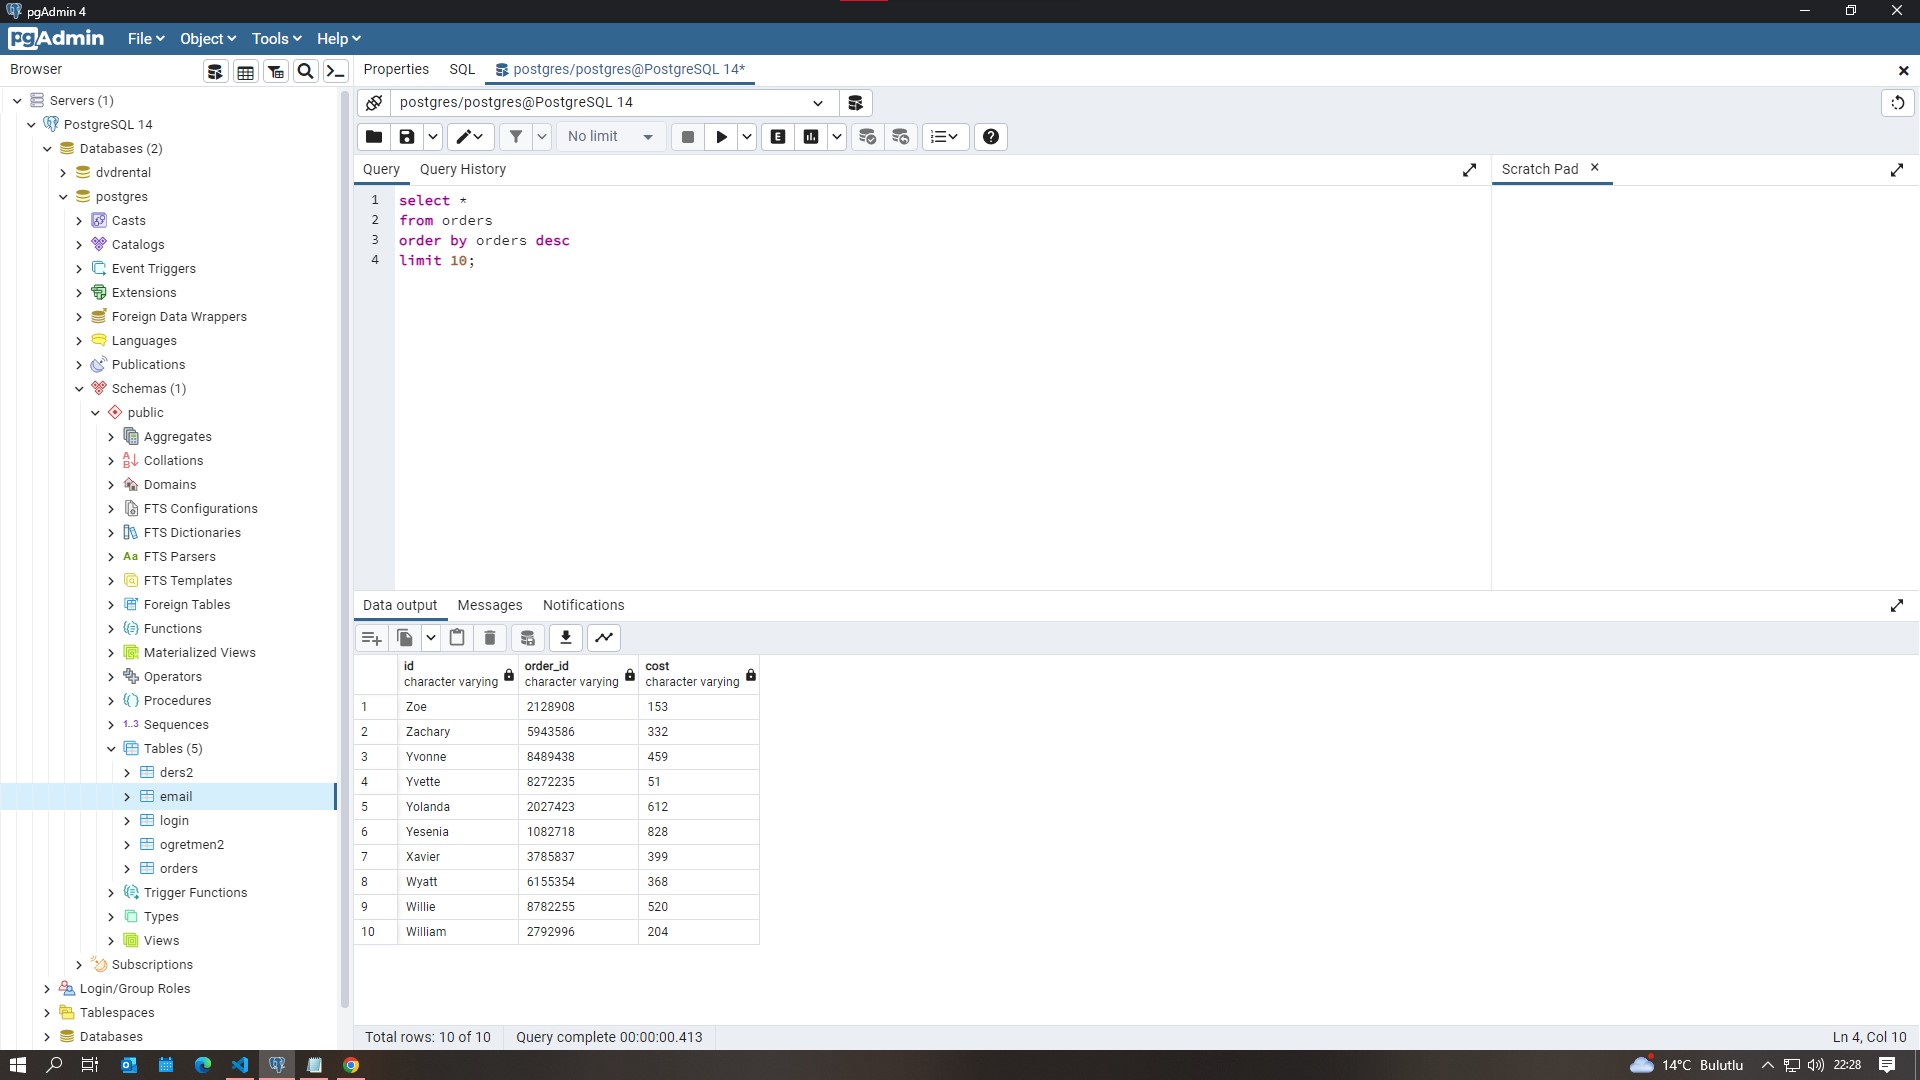 pgAdmin 4
pgAdmin File Object Tools Help
Browser
Properties SQL postgres/postgres@PostgreSQL 14*
postgres/postgres@PostgreSQL 14
No limit
E
Query Query History
Scratch Pad
1 select *
2 from orders
3 order by orders desc
4 limit 10;
Servers (1)
PostgreSQL 14
Databases (2)
dvdrental
postgres
Casts
Catalogs
Event Triggers
Extensions
Foreign Data Wrappers
Languages
Publications
Schemas (1)
public
Aggregates
Collations
Domains
FTS Configurations
FTS Dictionaries
Aa FTS Parsers
FTS Templates
Foreign Tables
Functions
Materialized Views
Operators
Procedures
1..3 Sequences
Tables (5)
ders2
email
login
ogretmen2
orders
Trigger Functions
Types
Views
Subscriptions
Login/Group Roles
Tablespaces
Databases
Data output Messages Notifications
id order_id cost
character varying character varying character varying
1 Zoe 2128908 153
2 Zachary 5943586 332
3 Yvonne 8489438 459
4 Yvette 8272235 51
5 Yolanda 2027423 612
6 Yesenia 1082718 828
7 Xavier 3785837 399
8 Wyatt 6155354 368
9 Willie 8782255 520
10 William 2792996 204
Total rows: 10 of 10 Query complete 00:00:00.413
Ln 4, Col 10
14°C Bulutlu
22:28